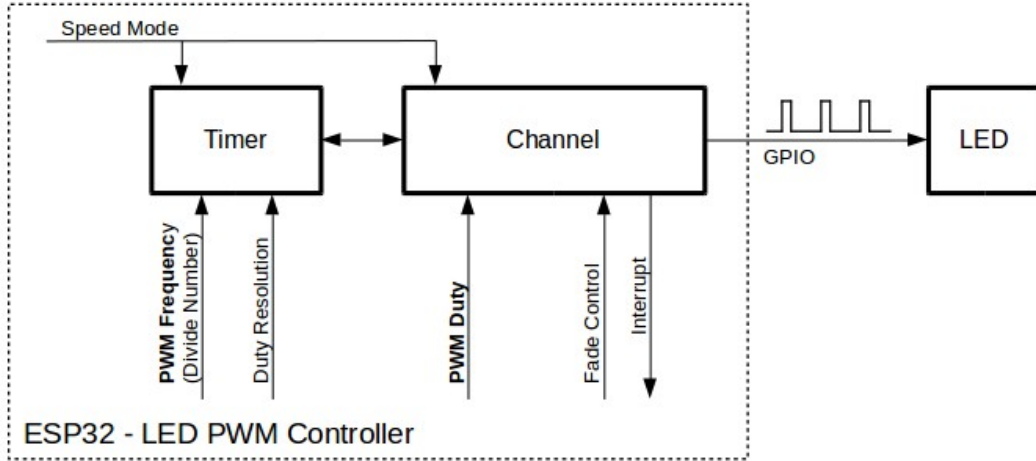 Speed Mode
Timer
Channel
LED
GPIO
PWM Frequency
(Divide Number)
Duty Resolution
PWM Duty
Fade Control
Interrupt
ESP32 - LED PWM Controller